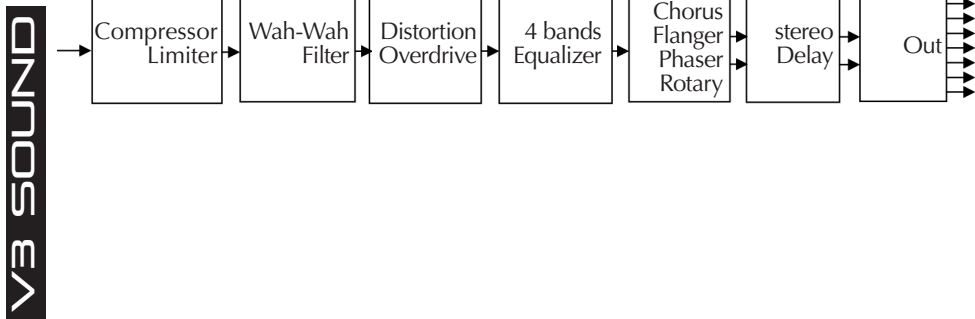 V3 SOUND
Compressor
Limiter
Wah-Wah
Filter
Distortion
Overdrive
4 bands
Equalizer
Chorus
Flanger
Phaser
Rotary
stereo
Delay
Out